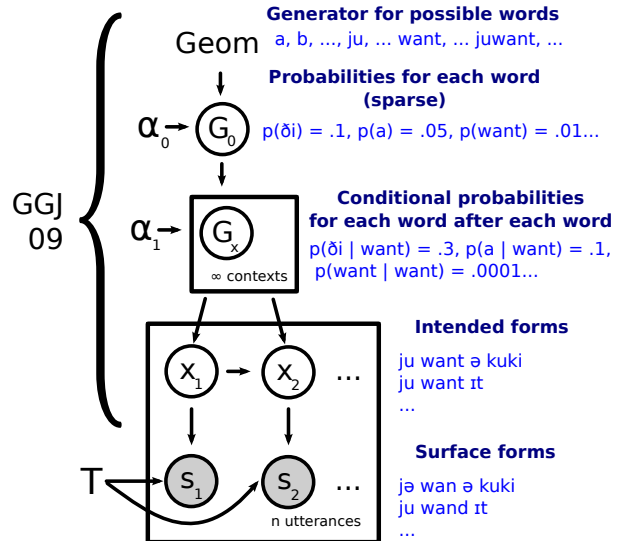 Generator for possible words
Geom
a, b, ..., ju, ... want, ... juwant, ...
Probabilities for each word
(sparse)
α0
G0
p(ði) = .1, p(a) = .05, p(want) = .01...
GGJ
09
Conditional probabilities
for each word after each word
α1
Gx
p(ði | want) = .3, p(a | want) = .1,
p(want | want) = .0001...
∞ contexts
Intended forms
x1
x2
...
ju want ə kuki
ju want ɪt
...
Surface forms
T
s1
s2
...
jə wan ə kuki
ju wand ɪt
...
n utterances